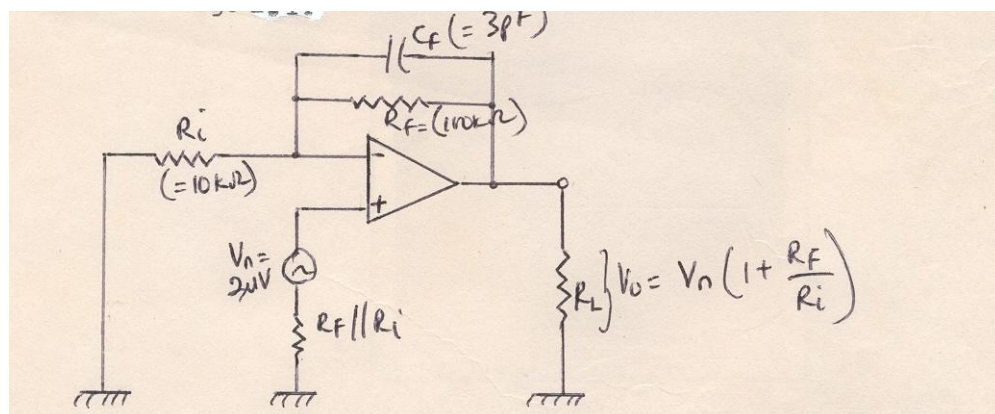 CF (= 3pF)
RF = (100kΩ)
Ri
(= 10kΩ)
-
+
Vn =
2μV
RF || Ri
RL } Vo = Vn ( 1 + RF / Ri )